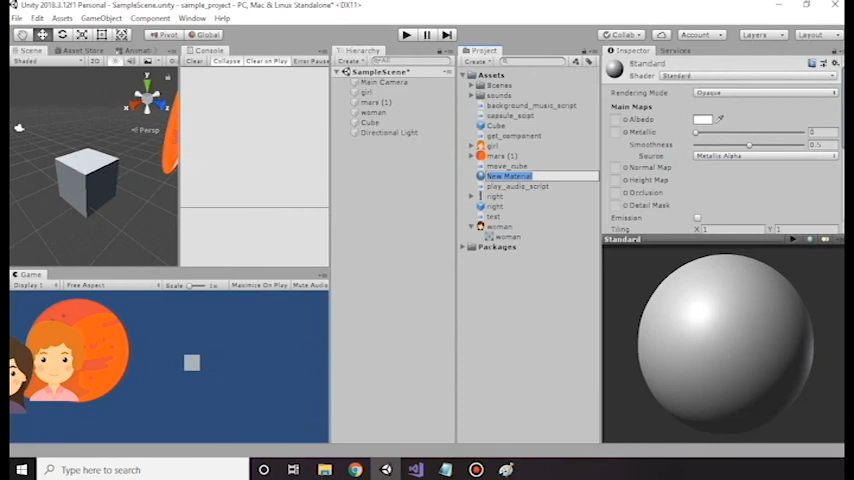 Unity 2018.3.12f1 Personal - SampleScene.unity - sample_project - PC, Mac & Linux Standalone* <DX11>
File Edit Assets GameObject Component Window Help
Pivot Global Collab Account Layers Layout
Scene Asset Store Animat
Shaded 2D
y
x z
Persp
Console
Clear Collapse Clear on Play Error Pause
Game
Display 1 Free Aspect Scale 1x Maximize On Play Mute Audio
Hierarchy
Create All
SampleScene*
Main Camera
girl
mars (1)
woman
Cube
Directional Light
Project
Create
Assets
Scenes
sounds
background_music_script
capsule_scipt
Cube
get_component
girl
mars (1)
move_cube
New Material
play_audio_script
right
right
test
woman
woman
Packages
Inspector Services
Standard
Shader Standard
Rendering Mode Opaque
Main Maps
Albedo
Metallic 0
Smoothness 0.5
Source Metallic Alpha
Normal Map
Height Map
Occlusion
Detail Mask
Emission
Tiling X 1 Y 1
Standard
Type here to search